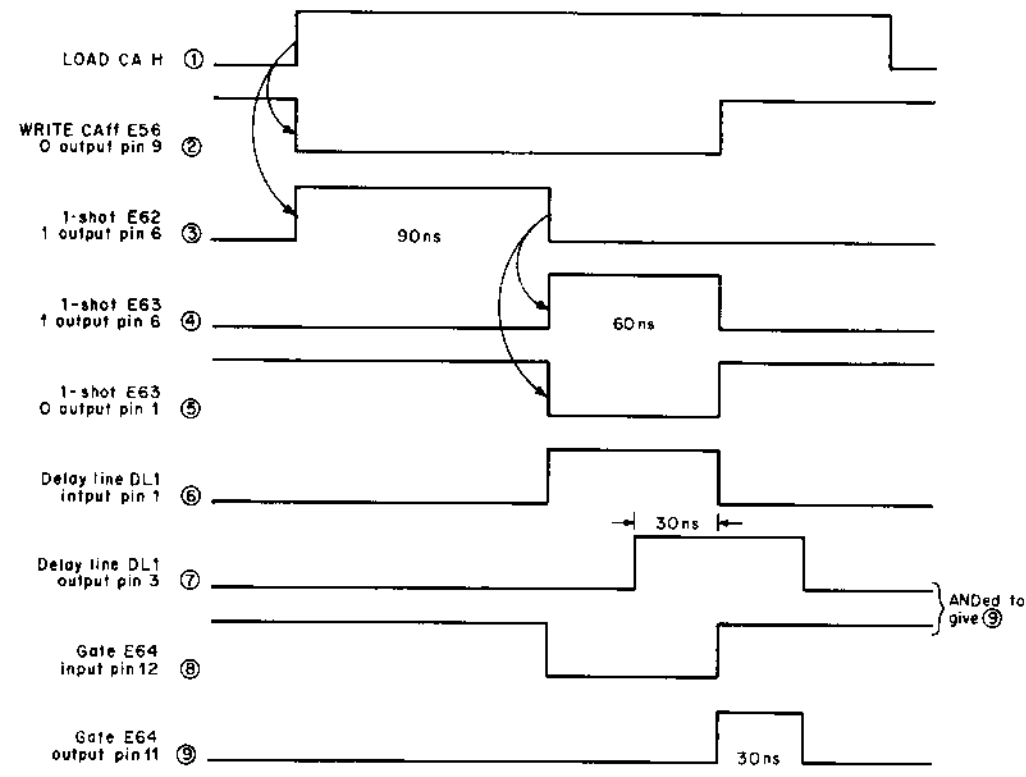 LOAD CA H ①
WRITE CAff E56
0 output pin 9 ②
1-shot E62
1 output pin 6 ③
90ns
1-shot E63
1 output pin 6 ④
60ns
1-shot E63
0 output pin 1 ⑤
Delay line DL1
intput pin 1 ⑥
30ns
Delay line DL1
output pin 3 ⑦
ANDed to
give ⑨
Gate E64
input pin 12 ⑧
Gate E64
output pin 11 ⑨
30ns